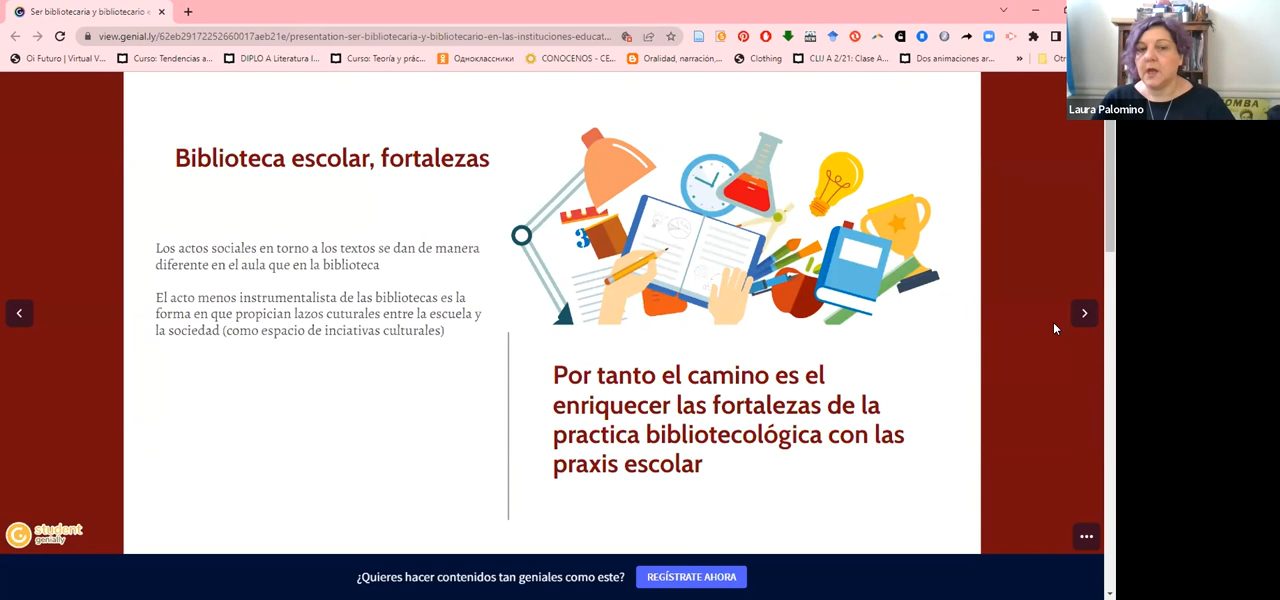 Ser bibliotecaria y bibliotecario e
view.genial.ly/62eb29172252660017aeb21e/presentation-ser-bibliotecaria-y-bibliotecario-en-las-instituciones-educat...
Oi Futuro | Virtual V...
Curso: Tendencias a...
DIPLO A Literatura I...
Curso: Teoría y prác...
Одноклассники
CONOCENOS - CE...
Oralidad, narración,...
Clothing
CLIJ A 2/21: Clase A...
Dos animaciones ar...
»
Otr
Laura Palomino
OMBA
Biblioteca escolar, fortalezas
Los actos sociales en torno a los textos se dan de manera
diferente en el aula que en la biblioteca
El acto menos instrumentalista de las bibliotecas es la
forma en que propician lazos cuturales entre la escuela y
la sociedad (como espacio de inciativas culturales)
3
Por tanto el camino es el
enriquecer las fortalezas de la
practica bibliotecológica con las
praxis escolar
student
genially
¿Quieres hacer contenidos tan geniales como este?
REGÍSTRATE AHORA